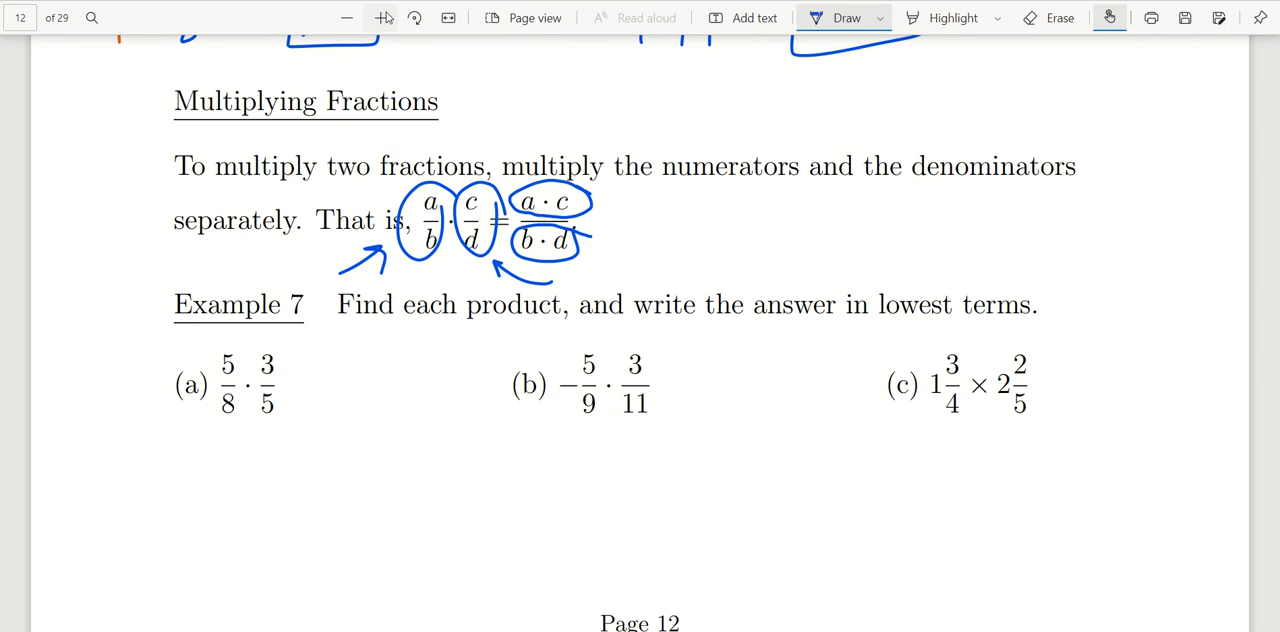 12 of 29 Page view Read aloud Add text Draw Highlight Erase
Multiplying Fractions
To multiply two fractions, multiply the numerators and the denominators
separately. That is, a/b · c/d = a · c / b · d.
Example 7 Find each product, and write the answer in lowest terms.
(a) 5/8 · 3/5 (b) −5/9 · 3/11 (c) 1 3/4 × 2 2/5
Page 12